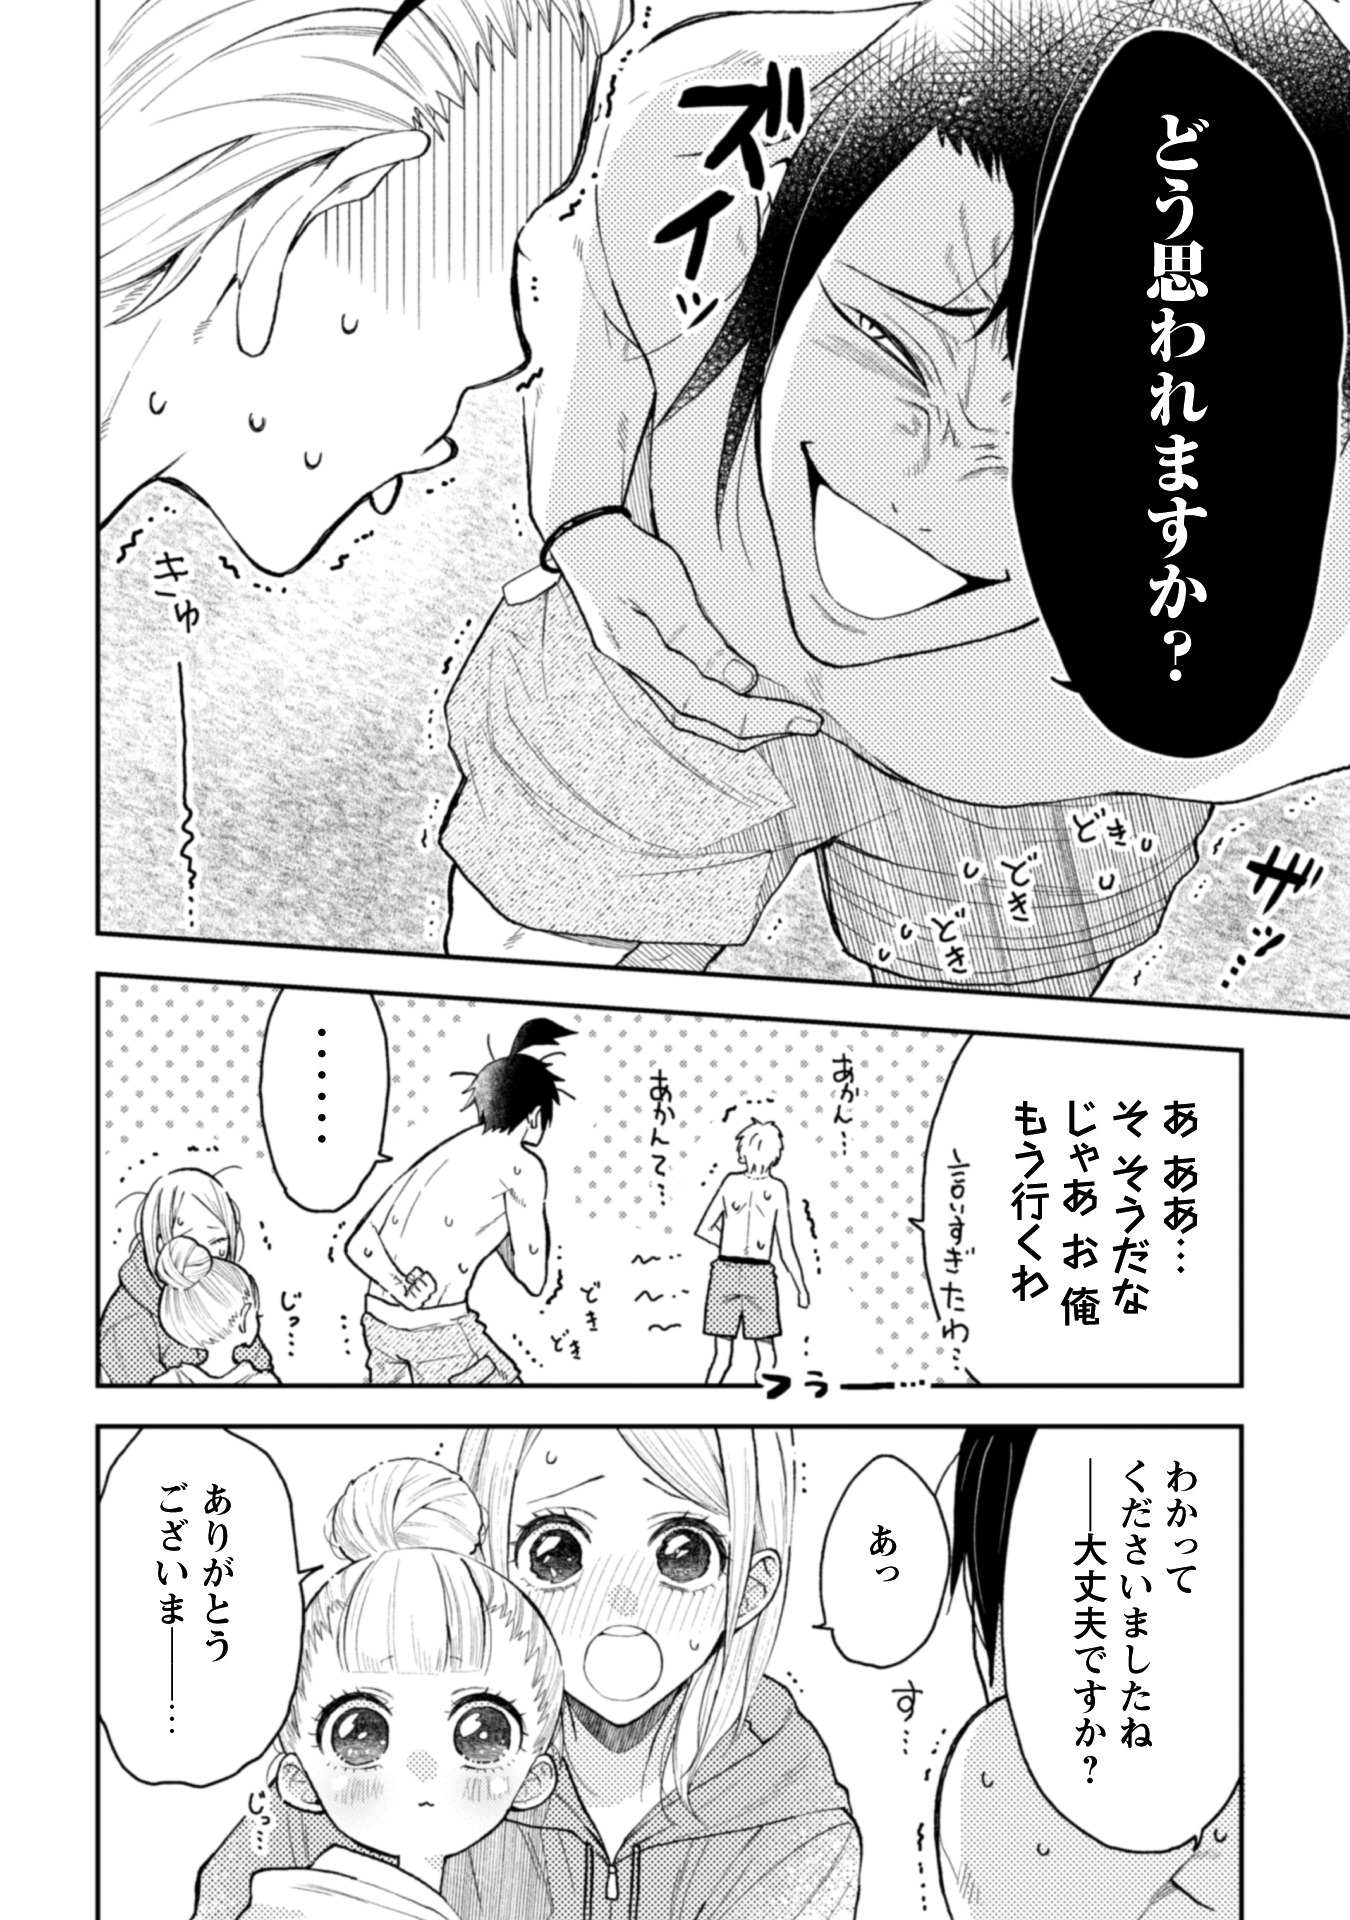 どう思われますか？
ズイッ
きゅ
どき
どき
どき
ザッ…
あ ああ…
そ そうだな
じゃあ お 俺
もう行くわ
言いすぎたわ…
あかん…
あかんて…
・・・・・・
どき
どき
じっ…
フラー…
わかって
くださいましたね
――大丈夫ですか？
す…
あっ
ありがとう
ございま――…
じっ…